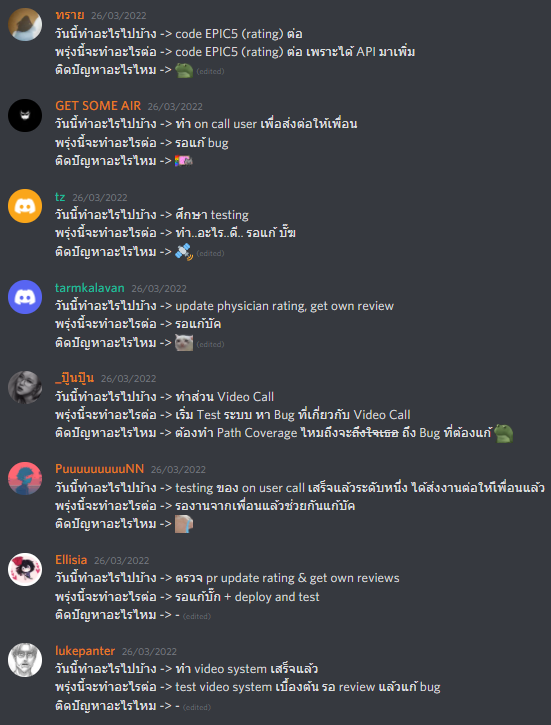 ทราย 26/03/2022
วันนี้ทำอะไรไปบ้าง -> code EPIC5 (rating) ต่อ
พรุ่งนี้จะทำอะไรต่อ -> code EPIC5 (rating) ต่อ เพราะได้ API มาเพิ่ม
ติดปัญหาอะไรไหม -> (edited)
GET SOME AIR 26/03/2022
วันนี้ทำอะไรไปบ้าง -> ทำ on call user เพื่อส่งต่อให้เพื่อน
พรุ่งนี้จะทำอะไรต่อ -> รอแก้ bug
ติดปัญหาอะไรไหม ->
tz 26/03/2022
วันนี้ทำอะไรไปบ้าง -> ศึกษา testing
พรุ่งนี้จะทำอะไรต่อ -> ทำ..อะไร..ดี.. รอแก้ บั๊ฆ
ติดปัญหาอะไรไหม -> (edited)
tarmkalavan 26/03/2022
วันนี้ทำอะไรไปบ้าง -> update physician rating, get own review
พรุ่งนี้จะทำอะไรต่อ -> รอแก้บัค
ติดปัญหาอะไรไหม -> (edited)
_ปู๊นปู๊น 26/03/2022
วันนี้ทำอะไรไปบ้าง -> ทำส่วน Video Call
พรุ่งนี้จะทำอะไรต่อ -> เริ่ม Test ระบบ หา Bug ที่เกี่ยวกับ Video Call
ติดปัญหาอะไรไหม -> ต้องทำ Path Coverage ไหมถึงจะถึงใจเธอ ถึง Bug ที่ต้องแก้
PuuuuuuuuuNN 26/03/2022
วันนี้ทำอะไรไปบ้าง -> testing ของ on user call เสร็จแล้วระดับหนึ่ง ได้ส่งงานต่อให้เพื่อนแล้ว
พรุ่งนี้จะทำอะไรต่อ -> รองานจากเพื่อนแล้วช่วยกันแก้บัค
ติดปัญหาอะไรไหม ->
Ellisia 26/03/2022
วันนี้ทำอะไรไปบ้าง -> ตรวจ pr update rating & get own reviews
พรุ่งนี้จะทำอะไรต่อ -> รอแก้บั๊ก + deploy and test
ติดปัญหาอะไรไหม -> - (edited)
lukepanter 26/03/2022
วันนี้ทำอะไรไปบ้าง -> ทำ video system เสร็จแล้ว
พรุ่งนี้จะทำอะไรต่อ -> test video system เบื้องต้น รอ review แล้วแก้ bug
ติดปัญหาอะไรไหม -> - (edited)